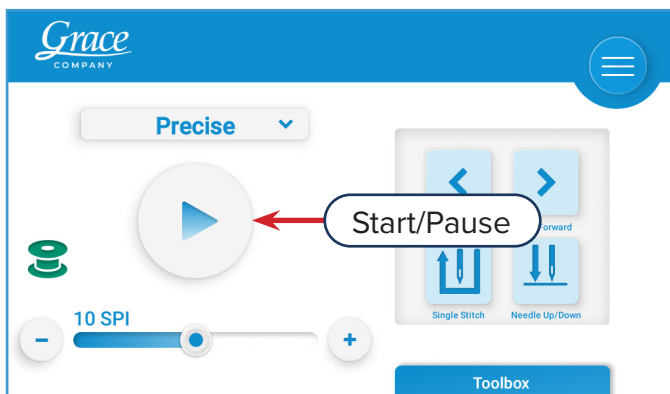 Grace
COMPANY
Precise
Start/Pause
Forward
Single Stitch
Needle Up/Down
10 SPI
- +
Toolbox